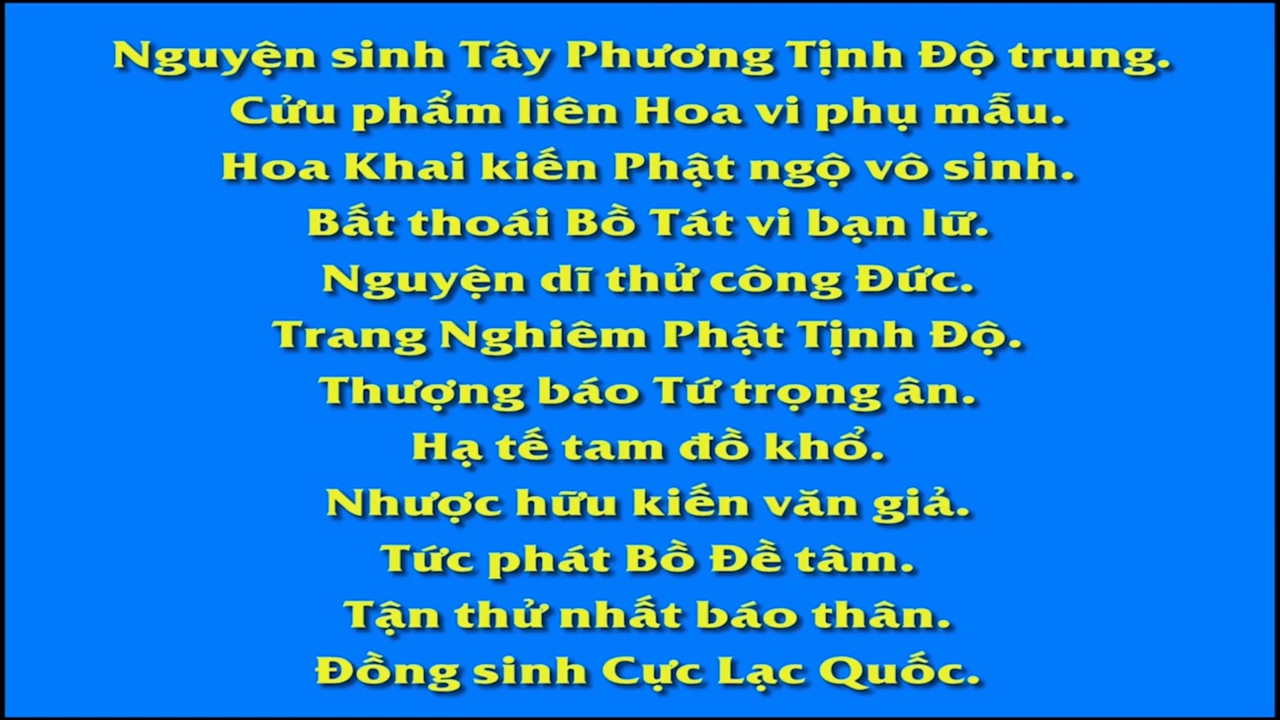 Nguyện sinh Tây Phương Tịnh Độ trung.
Cửu phẩm liên Hoa vi phụ mẫu.
Hoa Khai kiến Phật ngộ vô sinh.
Bất thoái Bồ Tát vi bạn lữ.
Nguyện dĩ thử công Đức.
Trang Nghiêm Phật Tịnh Độ.
Thượng báo Tứ trọng ân.
Hạ tế tam đồ khổ.
Nhược hữu kiến văn giả.
Tức phát Bồ Đề tâm.
Tận thử nhất báo thân.
Đồng sinh Cực Lạc Quốc.